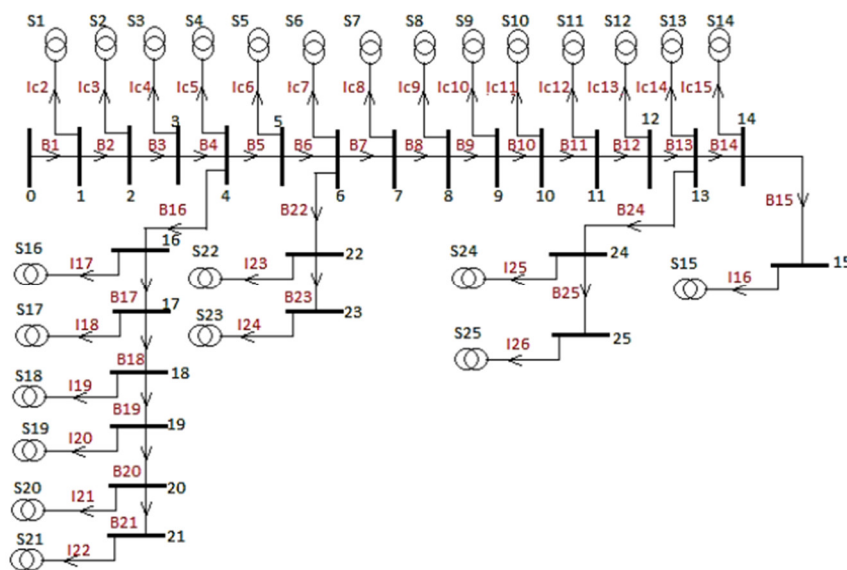 S1 S2 S3 S4 S5 S6 S7 S8 S9 S10 S11 S12 S13 S14
Ic2 Ic3 Ic4 Ic5 Ic6 Ic7 Ic8 Ic9 Ic10 Ic11 Ic12 Ic13 Ic14 Ic15
3 5 12 14
B1 B2 B3 B4 B5 B6 B7 B8 B9 B10 B11 B12 B13 B14
0 1 2 4 6 7 8 9 10 11 13
B16 B22 B24 B15
S16 I17 16 S22 I23 22 S24 I25 24 S15 I16 15
B17 B23 B25
S17 I18 17 S23 I24 23 S25 I26 25
B18
S18 I19 18
B19
S19 I20 19
B20
S20 I21 20
B21
S21 I22 21